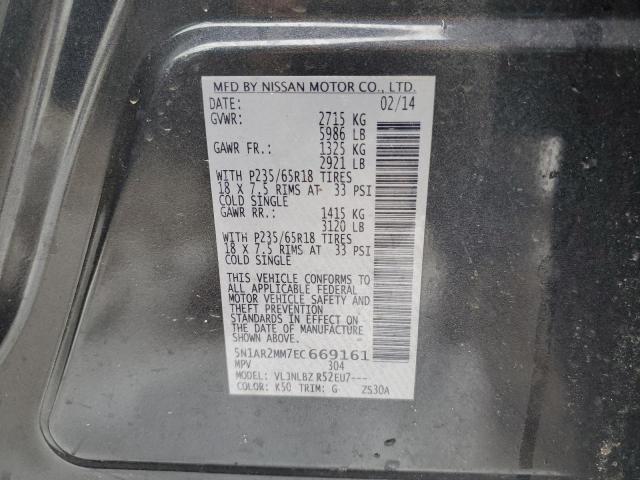 MFD BY NISSAN MOTOR CO., LTD.
DATE: 02/14
GVWR: 2715 KG
5986 LB
GAWR FR.: 1325 KG
2921 LB
WITH P235/65R18 TIRES
18 X 7.5 RIMS AT 33 PSI
COLD SINGLE
GAWR RR.: 1415 KG
3120 LB
WITH P235/65R18 TIRES
18 X 7.5 RIMS AT 33 PSI
COLD SINGLE
THIS VEHICLE CONFORMS TO
ALL APPLICABLE FEDERAL
MOTOR VEHICLE SAFETY AND
THEFT PREVENTION
STANDARDS IN EFFECT ON
THE DATE OF MANUFACTURE
SHOWN ABOVE.
5N1AR2MM7EC669161
MPV 304
MODEL: VLJNLBZ R52EU7---
COLOR: K50 TRIM: G ZS30A